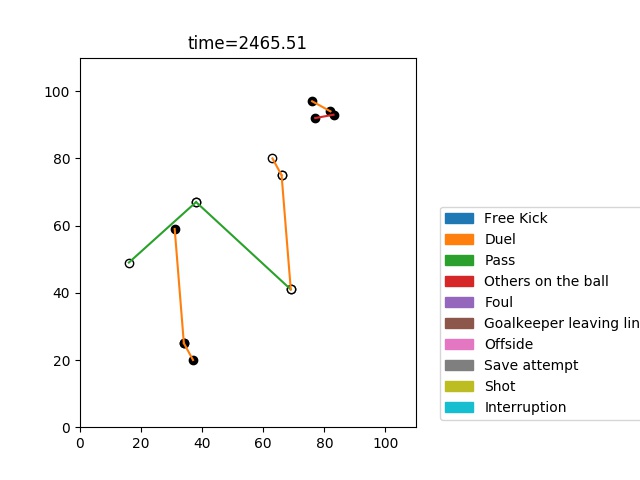 time=2465.51
100
80
60
40
20
0
0 20 40 60 80 100
Free Kick
Duel
Pass
Others on the ball
Foul
Goalkeeper leaving lin
Offside
Save attempt
Shot
Interruption